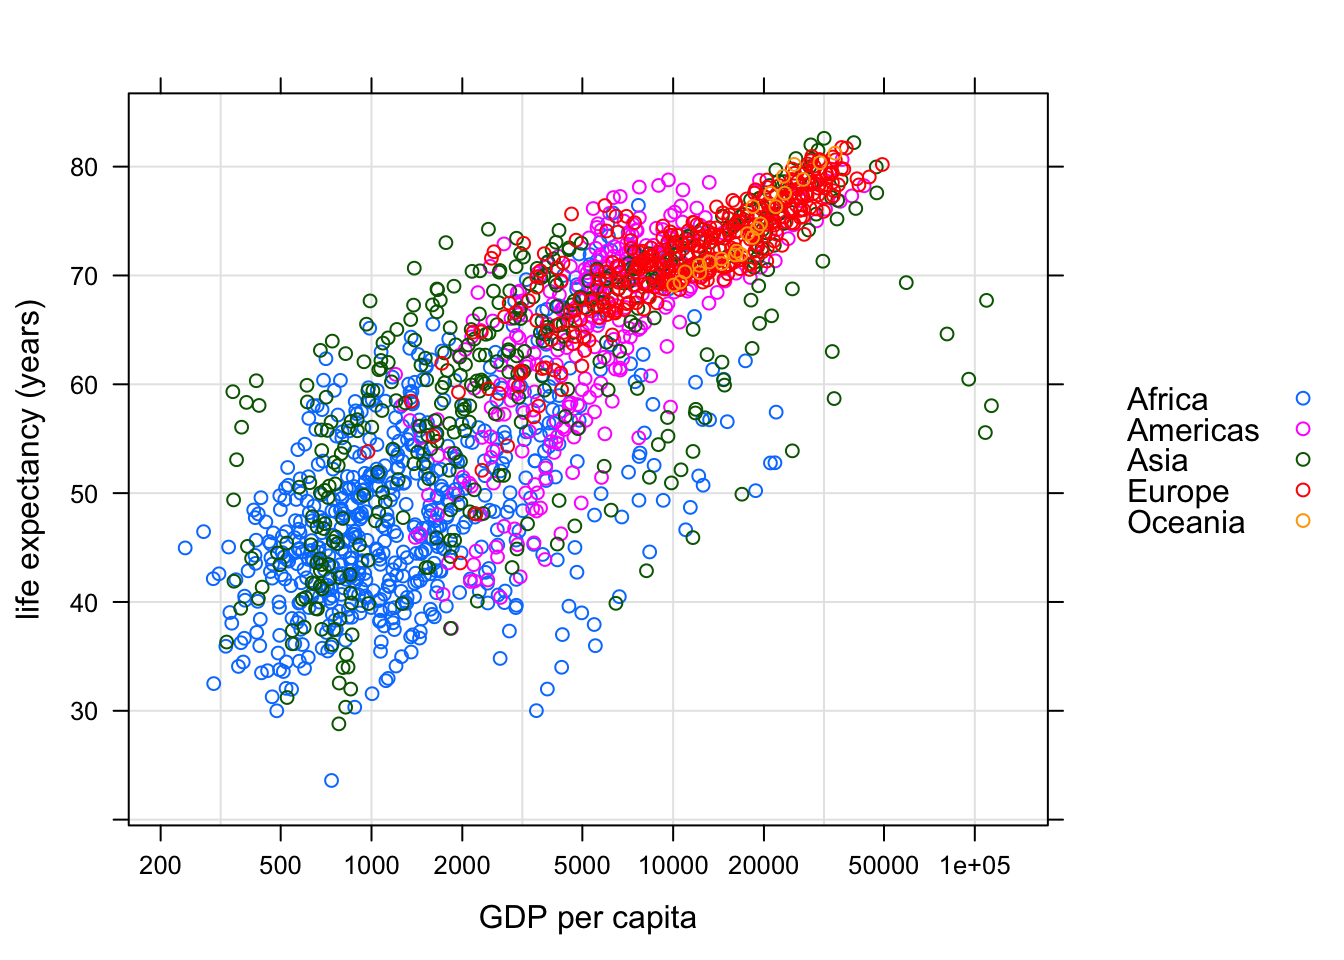 80
70
60
50
40
30
life expectancy (years)
200 500 1000 2000 5000 10000 20000 50000 1e+05
GDP per capita
Africa
Americas
Asia
Europe
Oceania